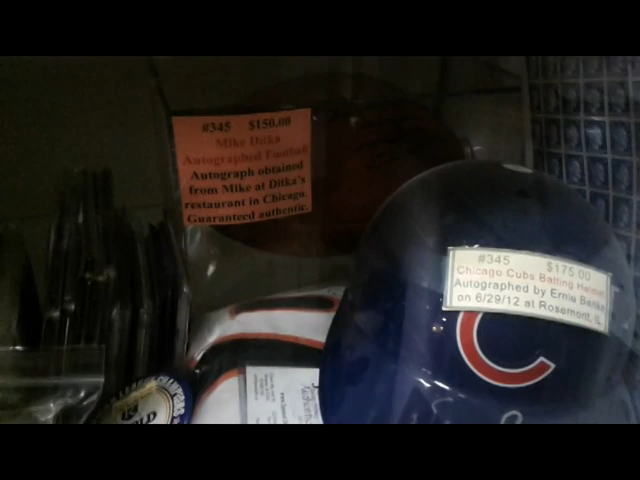 #345 $150.00
Mike Ditka
Autographed Football
Autograph obtained
from Mike at Ditka's
restaurant in Chicago.
Guaranteed authentic.
#345 $175.00
Chicago Cubs Batting Helmet
Autographed by Ernie Banks
on 6/29/12 at Rosemont, IL
C